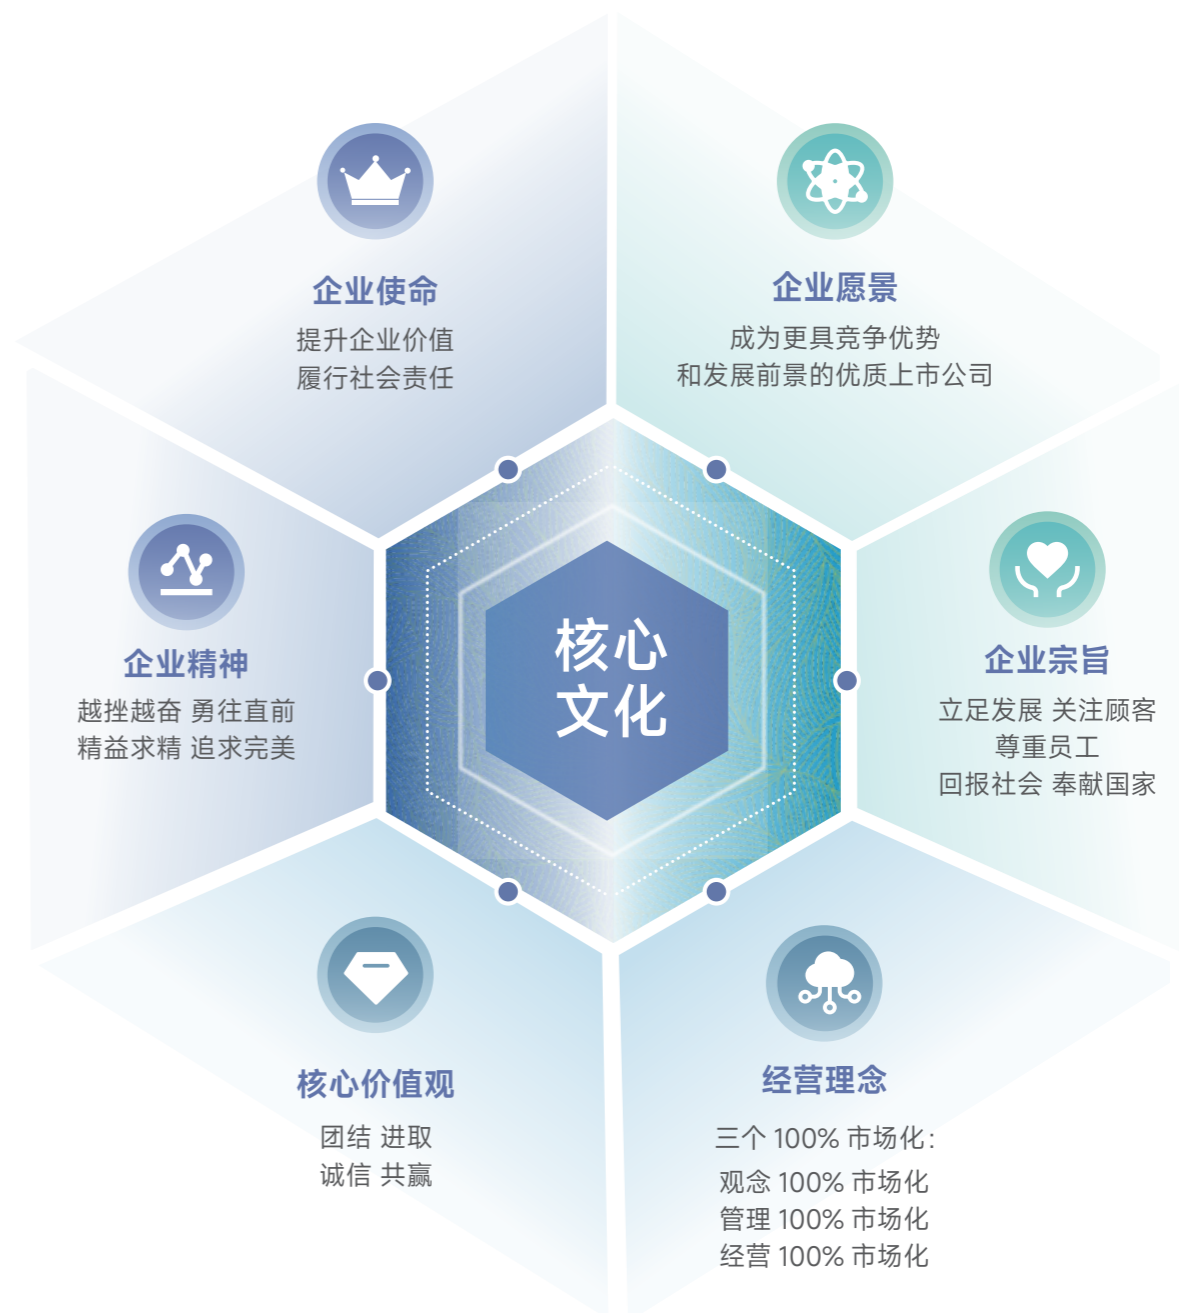 企业使命
提升企业价值
履行社会责任
企业愿景
成为更具竞争优势
和发展前景的优质上市公司
企业精神
越挫越奋 勇往直前
精益求精 追求完美
核心
文化
企业宗旨
立足发展 关注顾客
尊重员工
回报社会 奉献国家
核心价值观
团结 进取
诚信 共赢
经营理念
三个 100% 市场化：
观念 100% 市场化
管理 100% 市场化
经营 100% 市场化